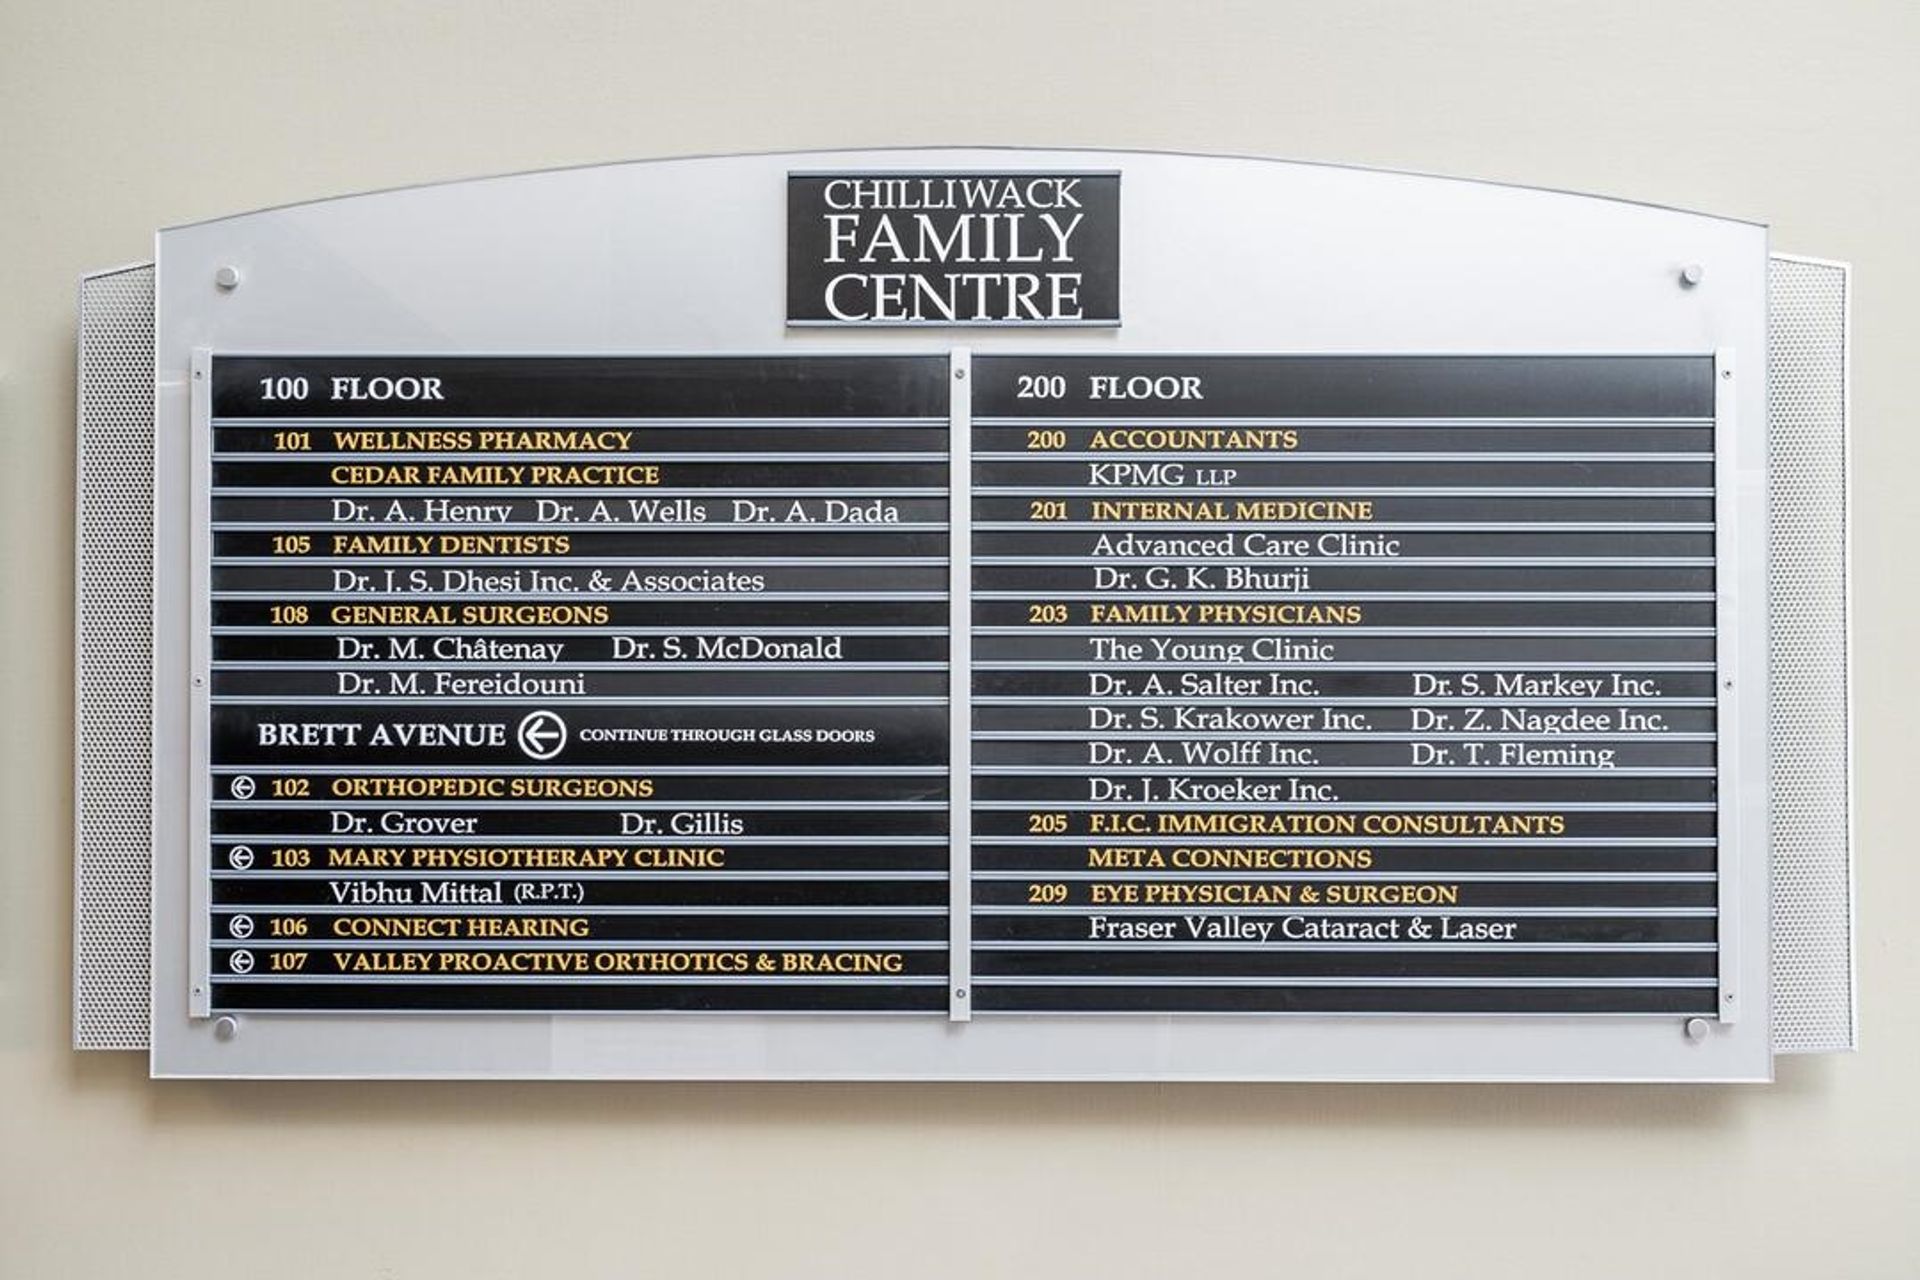 CHILLIWACK
FAMILY
CENTRE
100 FLOOR
101 WELLNESS PHARMACY
CEDAR FAMILY PRACTICE
Dr. A. Henry Dr. A. Wells Dr. A. Dada
105 FAMILY DENTISTS
Dr. J. S. Dhesi Inc. & Associates
108 GENERAL SURGEONS
Dr. M. Châtenay Dr. S. McDonald
Dr. M. Fereidouni
BRETT AVENUE CONTINUE THROUGH GLASS DOORS
102 ORTHOPEDIC SURGEONS
Dr. Grover Dr. Gillis
103 MARY PHYSIOTHERAPY CLINIC
Vibhu Mittal (R.P.T.)
106 CONNECT HEARING
107 VALLEY PROACTIVE ORTHOTICS & BRACING
200 FLOOR
200 ACCOUNTANTS
KPMG LLP
201 INTERNAL MEDICINE
Advanced Care Clinic
Dr. G. K. Bhurji
203 FAMILY PHYSICIANS
The Young Clinic
Dr. A. Salter Inc. Dr. S. Markey Inc.
Dr. S. Krakower Inc. Dr. Z. Nagdee Inc.
Dr. A. Wolff Inc. Dr. T. Fleming
Dr. J. Kroeker Inc.
205 F.I.C. IMMIGRATION CONSULTANTS
META CONNECTIONS
209 EYE PHYSICIAN & SURGEON
Fraser Valley Cataract & Laser